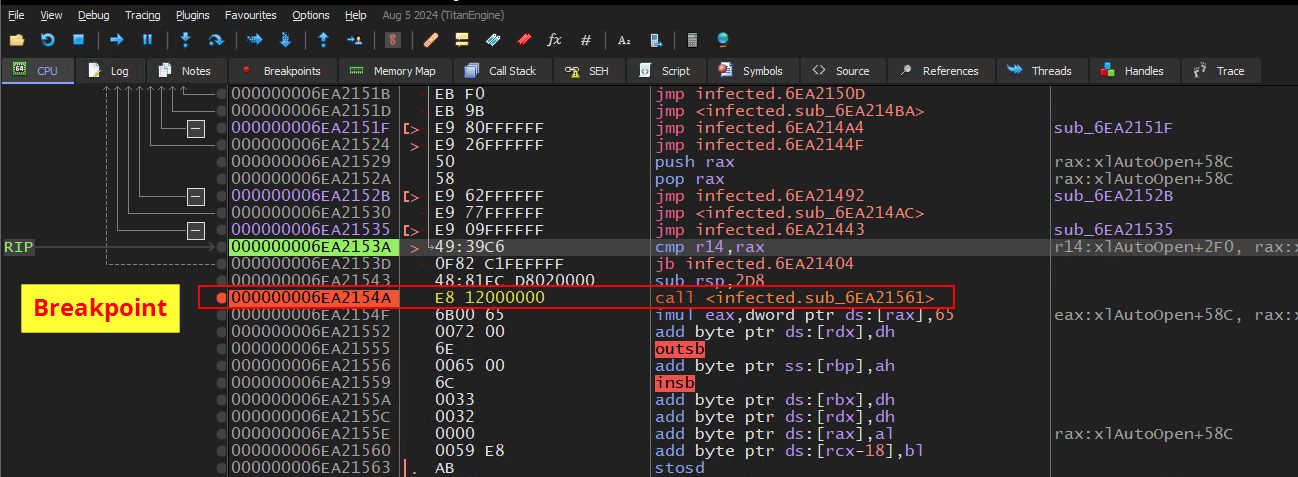 File View Debug Tracing Plugins Favourites Options Help Aug 5 2024 (TitanEngine)
CPU Log Notes Breakpoints Memory Map Call Stack SEH Script Symbols Source References Threads Handles Trace
000000006EA2151B EB F0 jmp infected.6EA2150D
000000006EA2151D EB 9B jmp <infected.sub_6EA214BA>
000000006EA2151F E9 80FFFFFF jmp infected.6EA214A4 sub_6EA2151F
000000006EA21524 E9 26FFFFFF jmp infected.6EA2144F
000000006EA21529 50 push rax rax:xlAutoOpen+58C
000000006EA2152A 58 pop rax rax:xlAutoOpen+58C
000000006EA2152B E9 62FFFFFF jmp infected.6EA21492 sub_6EA2152B
000000006EA21530 E9 77FFFFFF jmp <infected.sub_6EA214AC>
000000006EA21535 E9 09FFFFFF jmp infected.6EA21443 sub_6EA21535
RIP 000000006EA2153A 49:39C6 cmp r14,rax r14:xlAutoOpen+2F0, rax:x
000000006EA2153D 0F82 C1FEFFFF jb infected.6EA21404
000000006EA21543 48:81EC D8020000 sub rsp,2D8
Breakpoint
000000006EA2154A E8 12000000 call <infected.sub_6EA21561>
000000006EA2154F 6B00 65 imul eax,dword ptr ds:[rax],65 eax:xlAutoOpen+58C, rax:x
000000006EA21552 0072 00 add byte ptr ds:[rdx],dh
000000006EA21555 6E outsb
000000006EA21556 0065 00 add byte ptr ss:[rbp],ah
000000006EA21559 6C insb
000000006EA2155A 0033 add byte ptr ds:[rbx],dh
000000006EA2155C 0032 add byte ptr ds:[rdx],dh
000000006EA2155E 0000 add byte ptr ds:[rax],al rax:xlAutoOpen+58C
000000006EA21560 0059 E8 add byte ptr ds:[rcx-18],bl
000000006EA21563 AB stosd